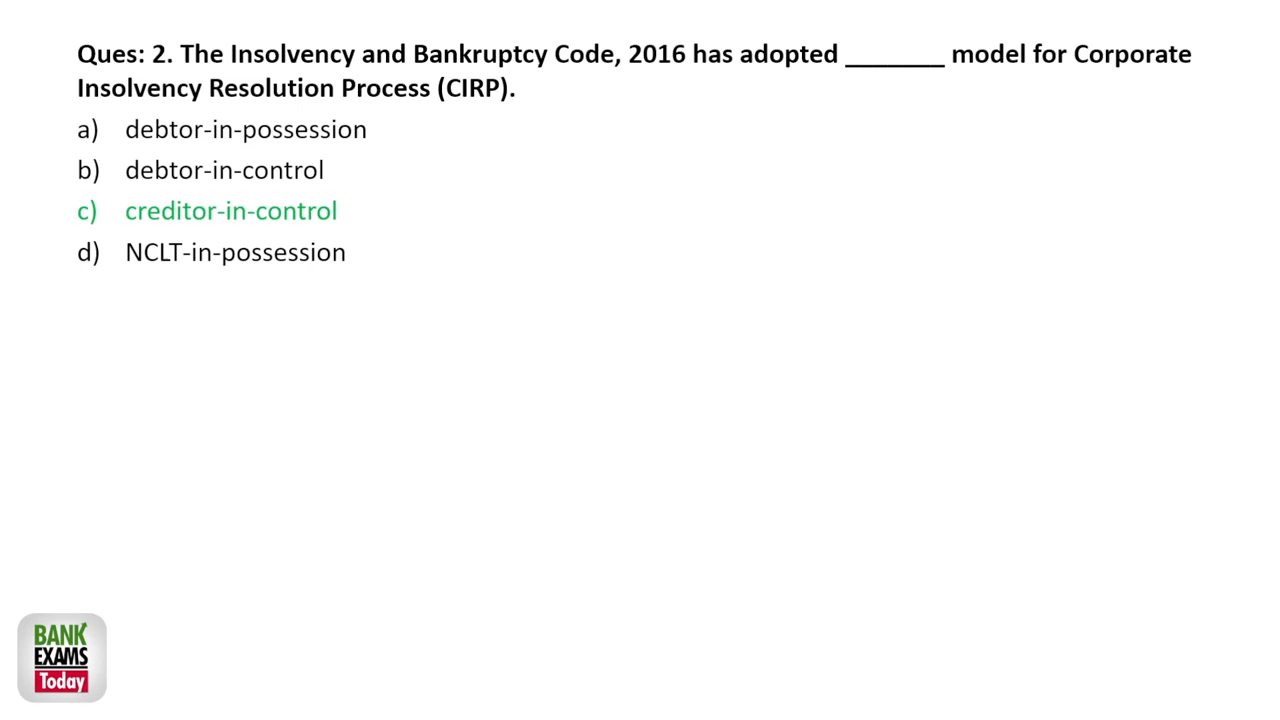 Ques: 2. The Insolvency and Bankruptcy Code, 2016 has adopted _______ model for Corporate
Insolvency Resolution Process (CIRP).
a) debtor-in-possession
b) debtor-in-control
c) creditor-in-control
d) NCLT-in-possession
BANK
EXAMS
Today